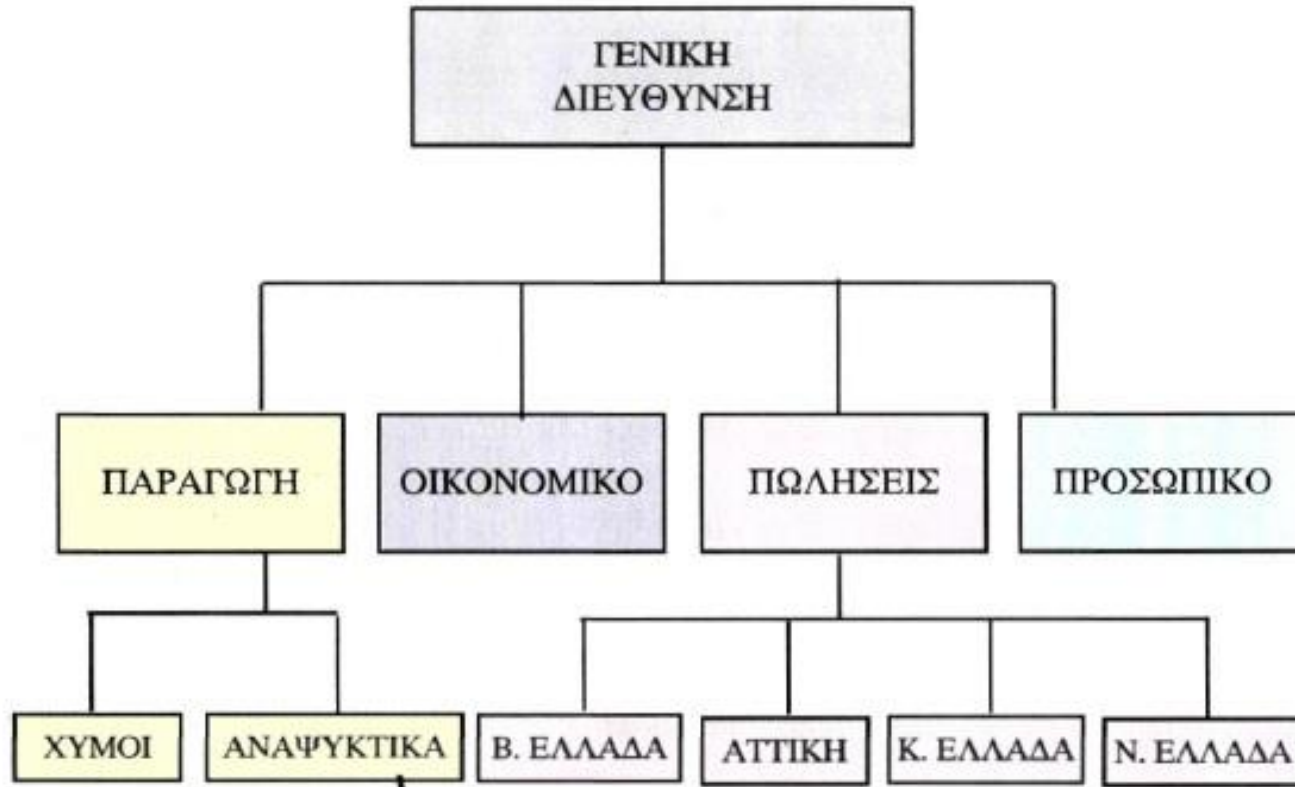 ΓΕΝΙΚΗ
ΔΙΕΥΘΥΝΣΗ
ΠΑΡΑΓΩΓΗ
ΟΙΚΟΝΟΜΙΚΟ
ΠΩΛΗΣΕΙΣ
ΠΡΟΣΩΠΙΚΟ
ΧΥΜΟΙ
ΑΝΑΨΥΚΤΙΚΑ
Β. ΕΛΛΑΔΑ
ΑΤΤΙΚΗ
Κ. ΕΛΛΑΔΑ
Ν. ΕΛΛΑΔΑ